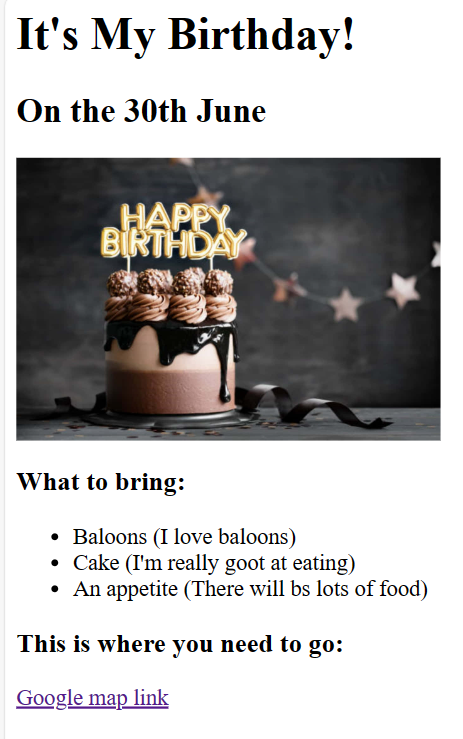 It's My Birthday!
On the 30th June
HAPPY
BIRTHDAY
What to bring:
Baloons (I love baloons)
Cake (I'm really goot at eating)
An appetite (There will bs lots of food)
This is where you need to go:
Google map link